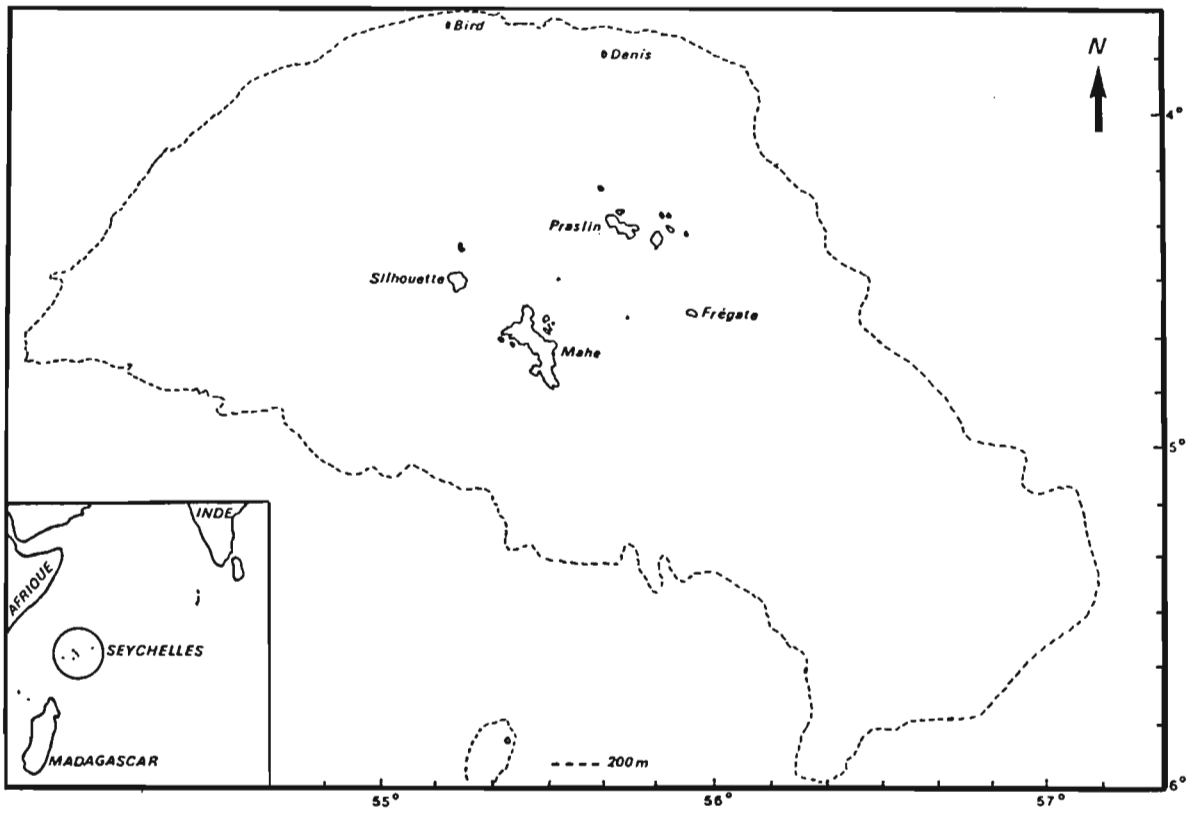 Bird
Denis
N
4°
Praslin
Silhouette
Frégate
Mahe
5°
INDE
AFRIQUE
SEYCHELLES
MADAGASCAR
200m
6°
55°
56°
57°